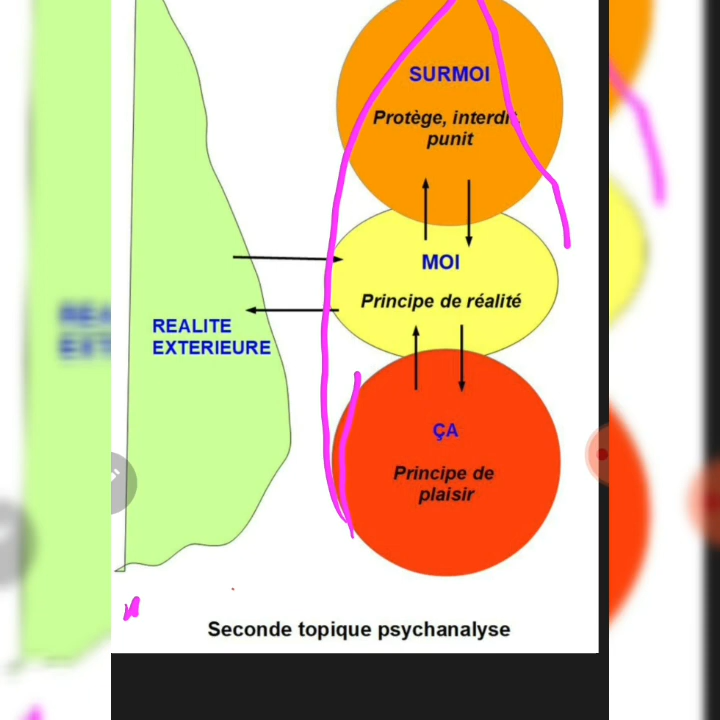 SURMOI
Protège, interdit,
punit
MOI
Principe de réalité
REALITE
EXTERIEURE
ÇA
Principe de
plaisir
Seconde topique psychanalyse